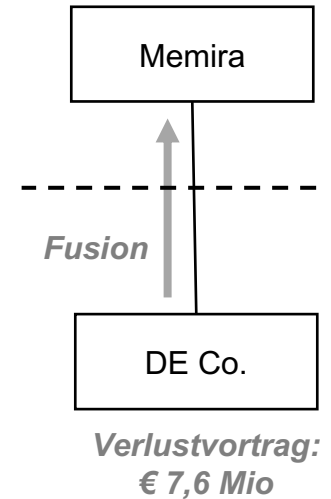 Memira
Fusion
DE Co.
Verlustvortrag:
€ 7,6 Mio